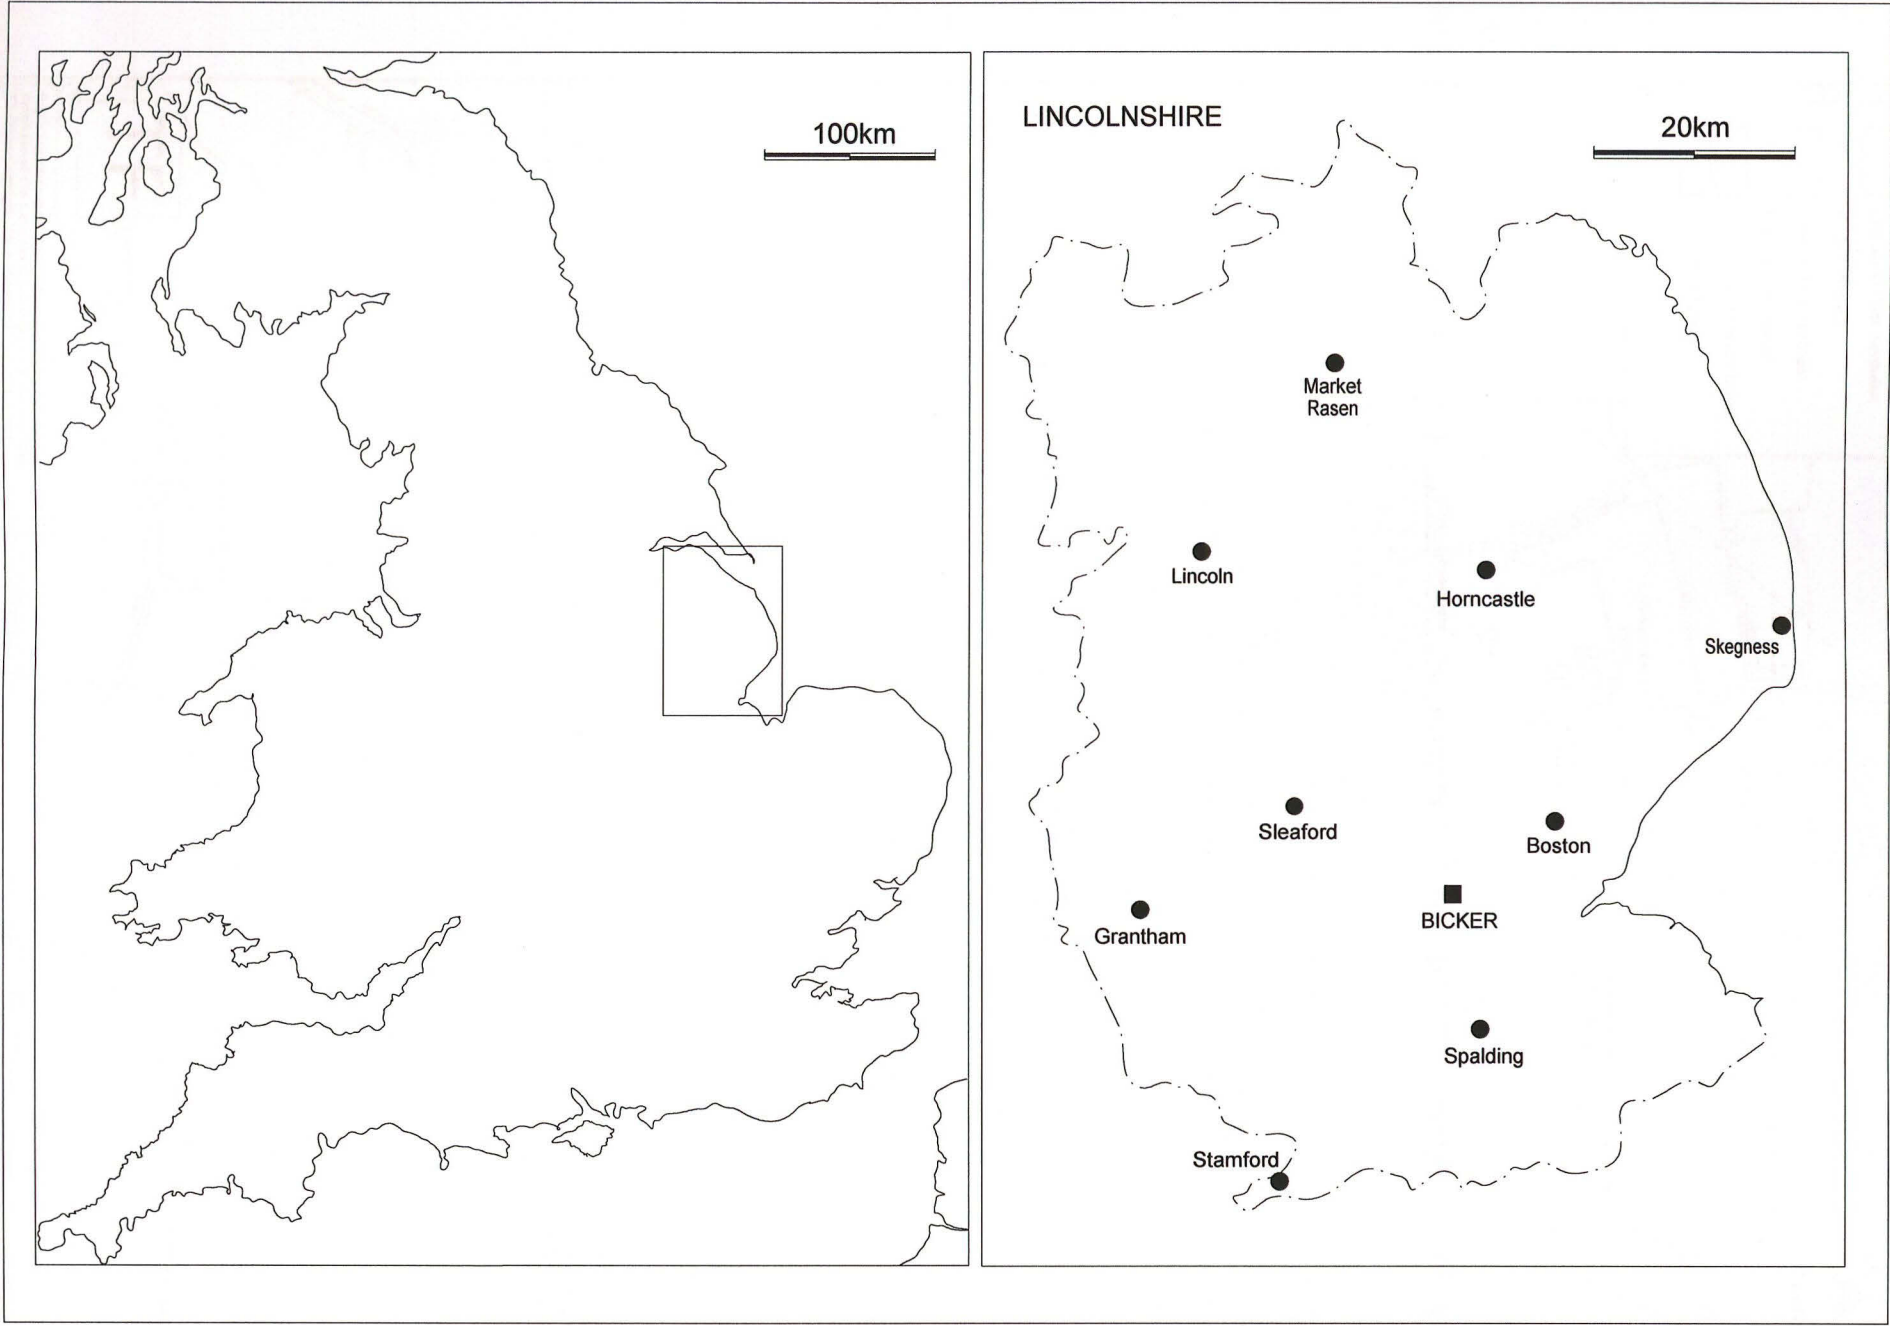 100km
LINCOLNSHIRE
20km
Market
Rasen
Lincoln
Horncastle
Skegness
Sleaford
Boston
BICKER
Grantham
Spalding
Stamford